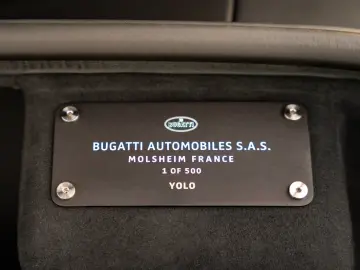 BUGATTI
BUGATTI AUTOMOBILES S.A.S.
MOLSHEIM FRANCE
1 OF 500
YOLO